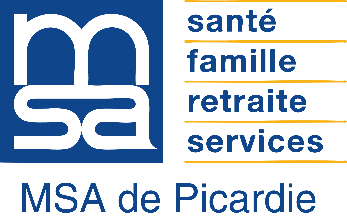 msa
santé
famille
retraite
services
MSA de Picardie